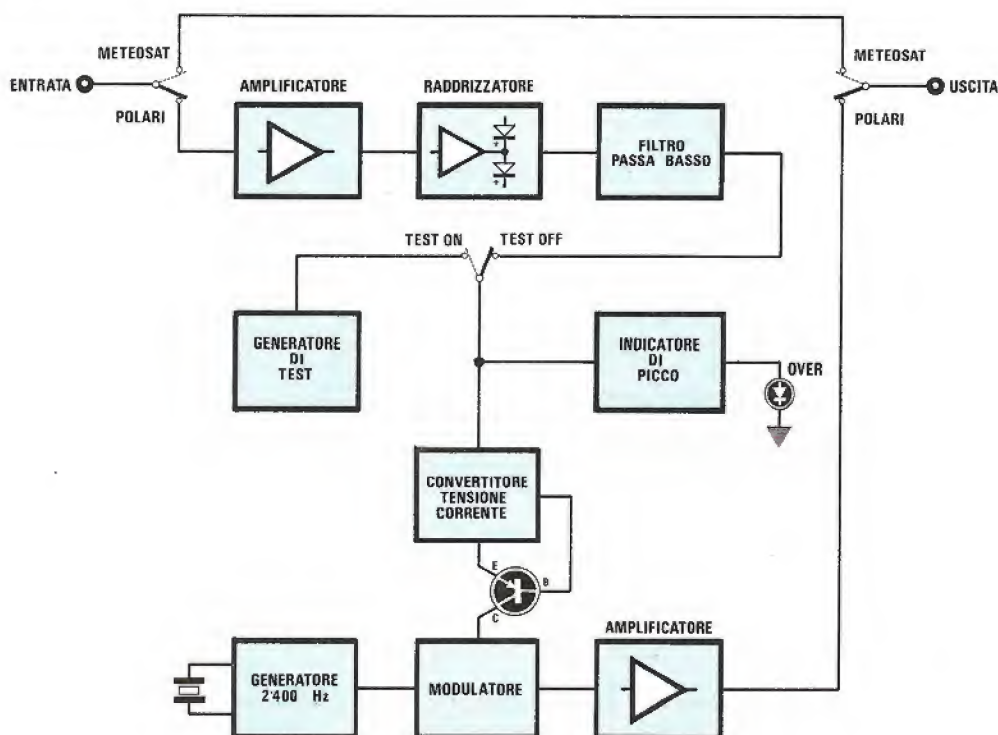 METEOSAT
METEOSAT
ENTRATA
USCITA
POLARI
POLARI
AMPLIFICATORE
RADDRIZZATORE
FILTRO
PASSA BASSO
TEST ON
TEST OFF
GENERATORE
DI
TEST
INDICATORE
DI
PICCO
OVER
CONVERTITORE
TENSIONE
CORRENTE
E
B
C
AMPLIFICATORE
GENERATORE
2'400 Hz
MODULATORE